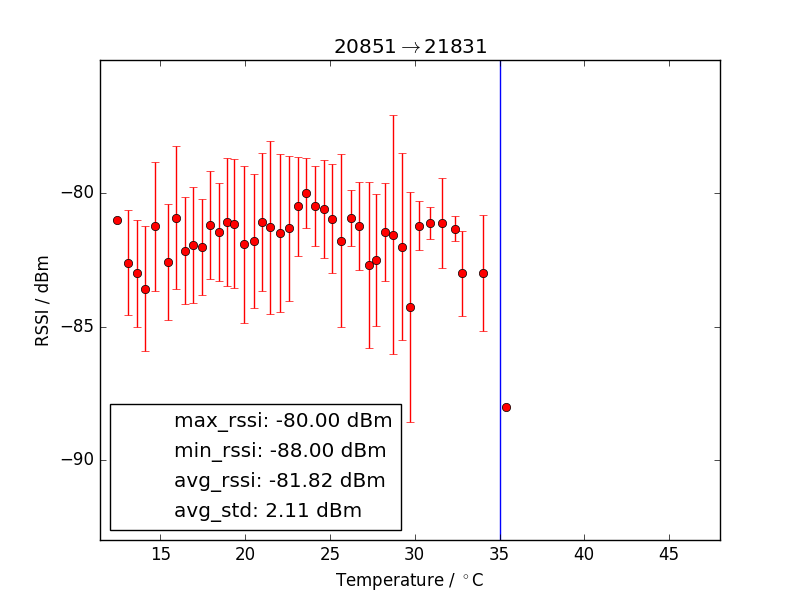 20851→21831
−80
−85
−90
RSSI / dBm
max_rssi: -80.00 dBm
min_rssi: -88.00 dBm
avg_rssi: -81.82 dBm
avg_std: 2.11 dBm
15 20 25 30 35 40 45
Temperature / °C